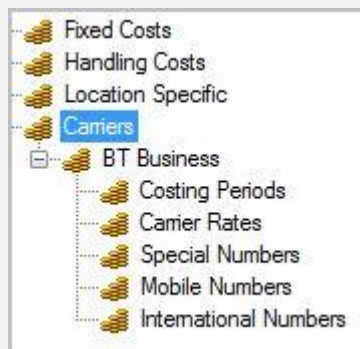 Fixed Costs
Handling Costs
Location Specific
Carriers
BT Business
Costing Periods
Carrier Rates
Special Numbers
Mobile Numbers
International Numbers